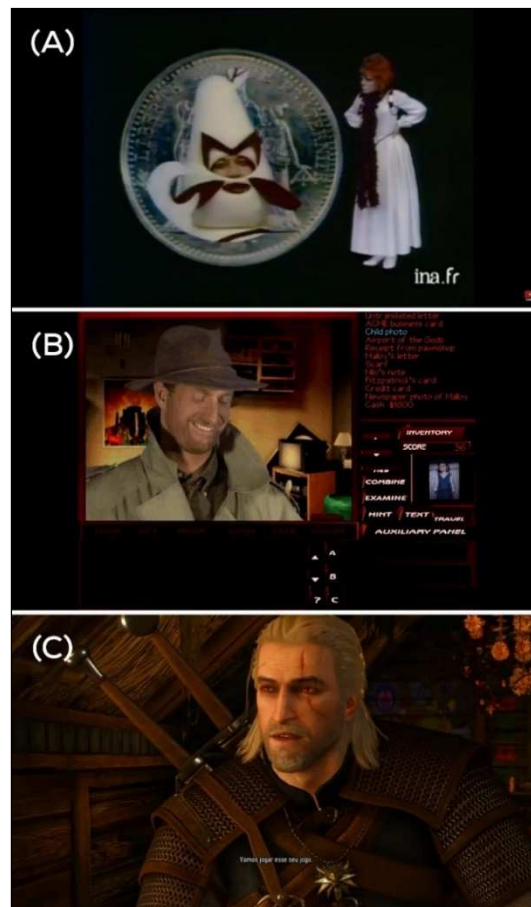 (A)
ina.fr
(B)
Untranslated letter
ACME business card
Child photo
Airport of the Gods
Receipt from pawnshop
Malloy's letter
Scarf
Nilo's note
Fitzpatrick's card
Credit card
Newspaper photo of Malloy
Cash $1000
INVENTORY
SCORE
COMBINE
EXAMINE
HINT TEXT TRAVEL
AUXILIARY PANEL
A
B
? C
(C)
Vamos jogar esse seu jogo.